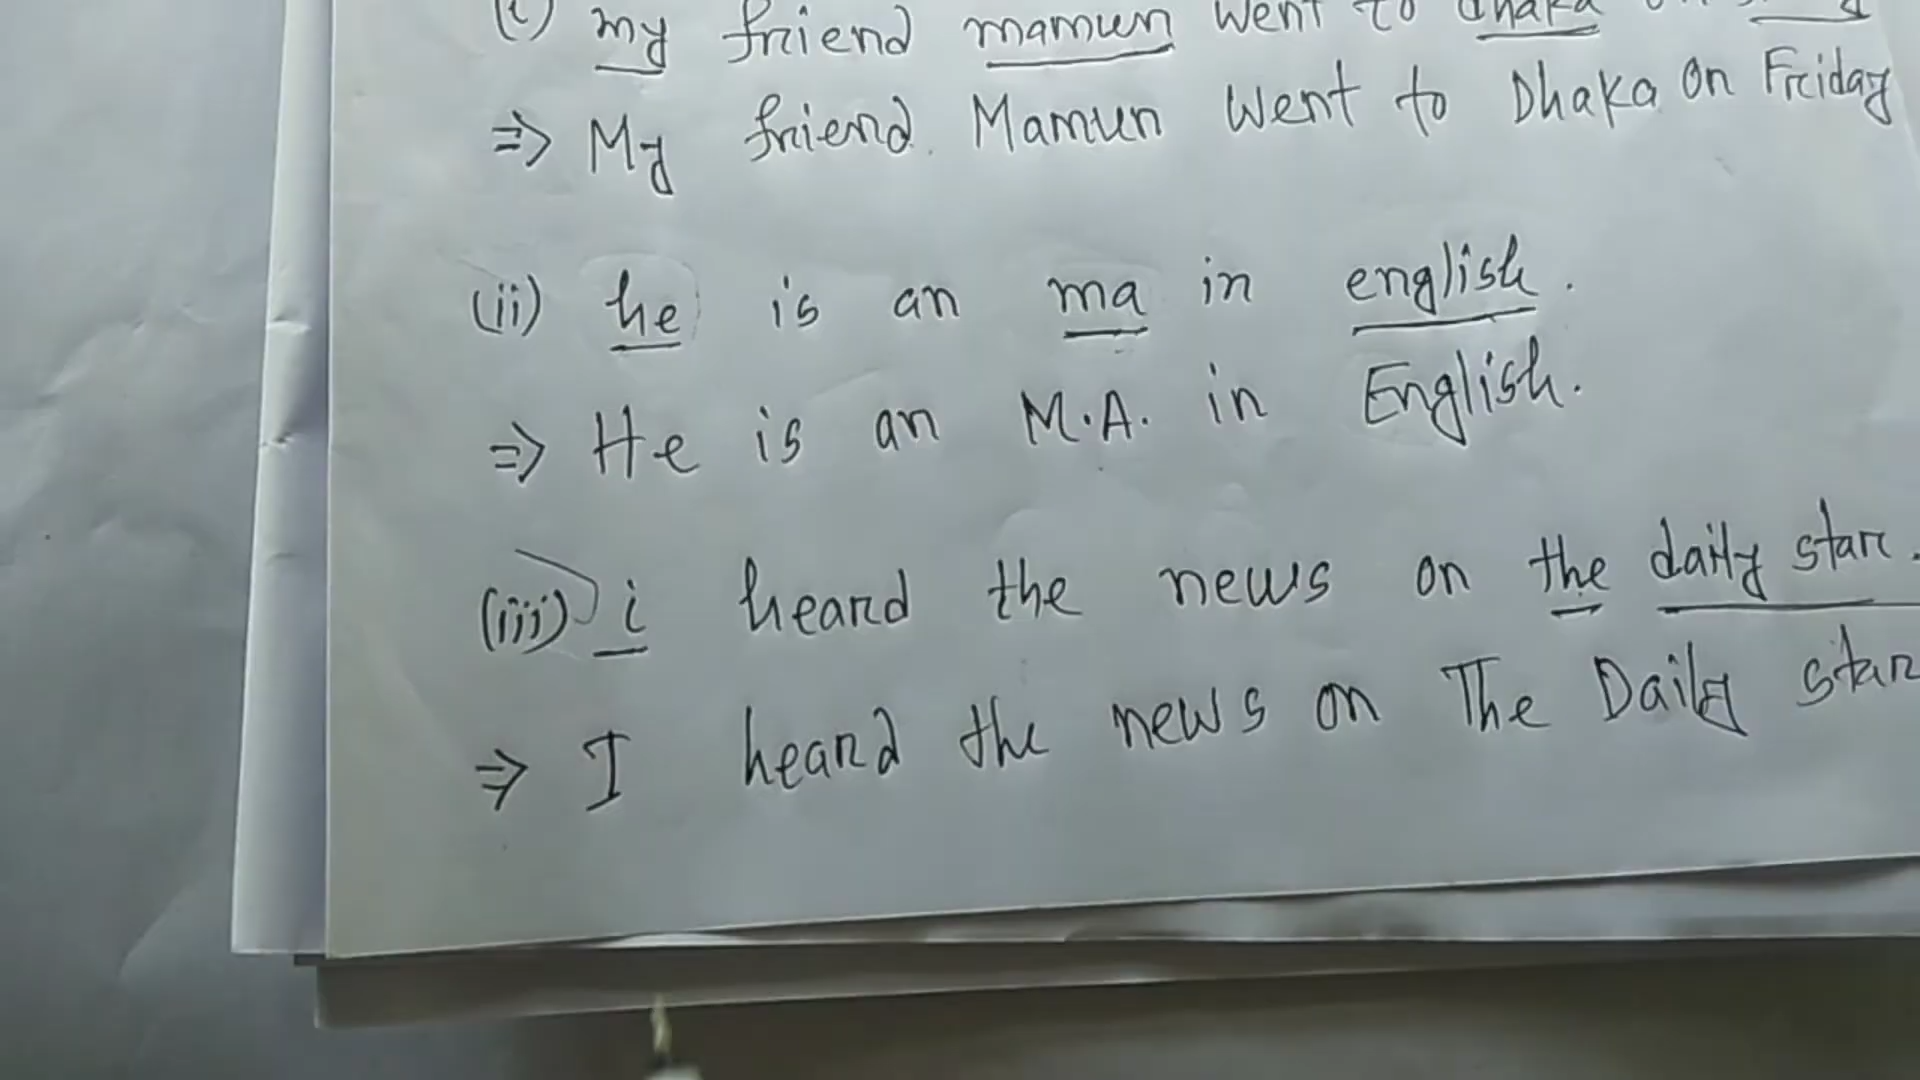 (i) my friend mamun went to dhaka on
=> My friend Mamun Went to Dhaka on Friday
(ii) he is an ma in english.
=> He is an M.A. in English.
(iii) i heard the news on the daily star.
=> I heard the news on The Daily star